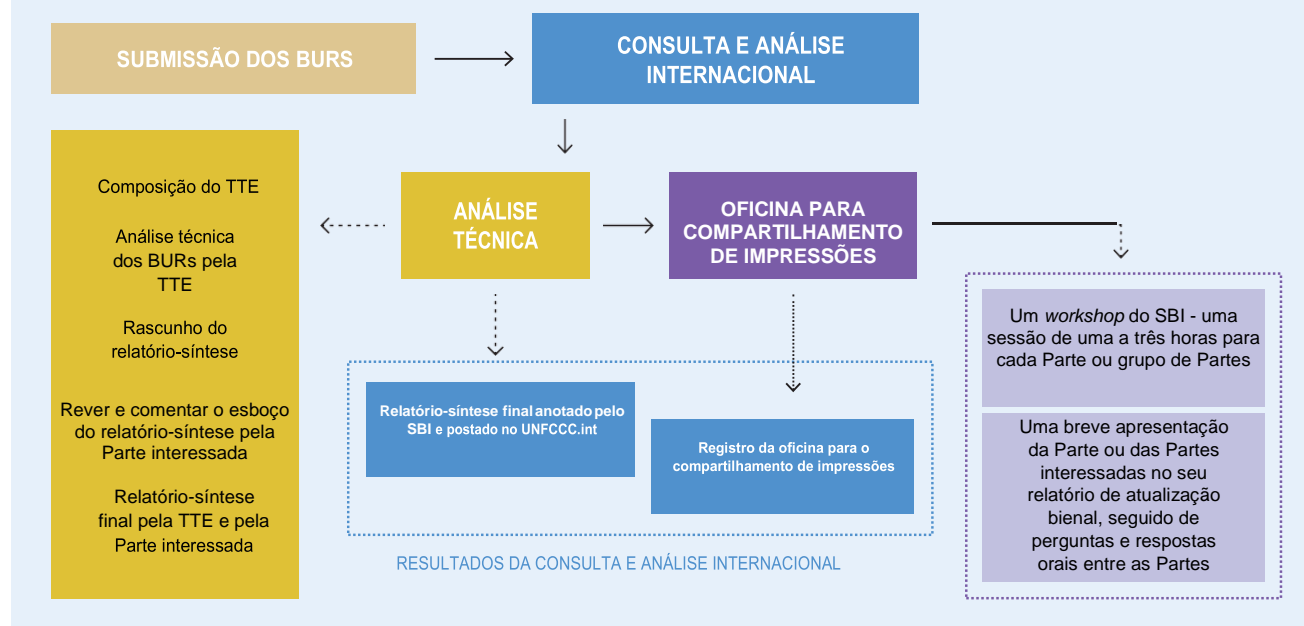 SUBMISSÃO DOS BURS
CONSULTA E ANÁLISE
INTERNACIONAL
Composição do TTE
Análise técnica
dos BURs pela
TTE
Rascunho do
relatório-síntese
Rever e comentar o esboço
do relatório-síntese pela
Parte interessada
Relatório-síntese
final pela TTE e pela
Parte interessada
ANÁLISE
TÉCNICA
OFICINA PARA
COMPARTILHAMENTO
DE IMPRESSÕES
Relatório-síntese final anotado pelo
SBI e postado no UNFCCC.int
Registro da oficina para o
compartilhamento de impressões
RESULTADOS DA CONSULTA E ANÁLISE INTERNACIONAL
Um workshop do SBI - uma
sessão de uma a três horas para
cada Parte ou grupo de Partes
Uma breve apresentação
da Parte ou das Partes
interessadas no seu
relatório de atualização
bienal, seguido de
perguntas e respostas
orais entre as Partes